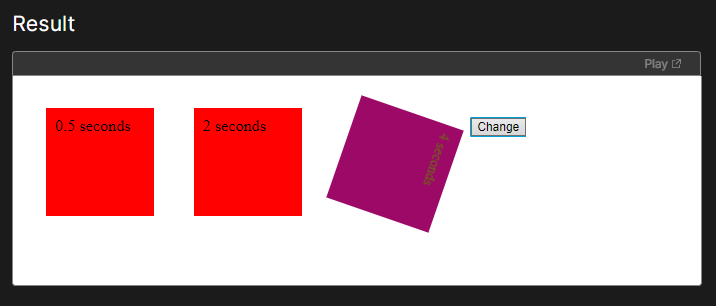 Result
Play
0.5 seconds
2 seconds
4 seconds
Change